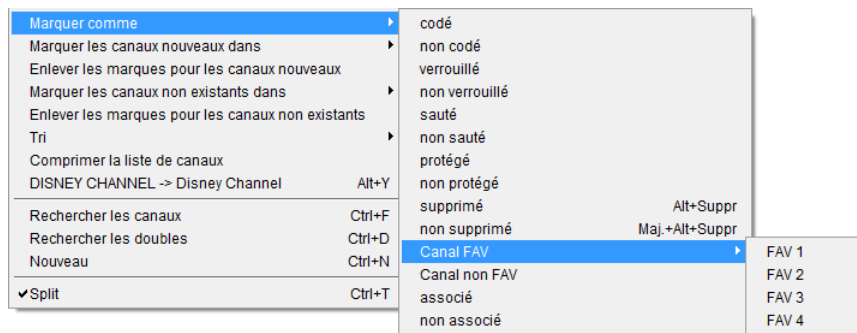 Marquer comme
Marquer les canaux nouveaux dans
Enlever les marques pour les canaux nouveaux
Marquer les canaux non existants dans
Enlever les marques pour les canaux non existants
Tri
Comprimer la liste de canaux
DISNEY CHANNEL -> Disney Channel Alt+Y
Rechercher les canaux Ctrl+F
Rechercher les doubles Ctrl+D
Nouveau Ctrl+N
Split Ctrl+T
codé
non codé
verrouillé
non verrouillé
sauté
non sauté
protégé
non protégé
supprimé Alt+Suppr
non supprimé Maj.+Alt+Suppr
Canal FAV
Canal non FAV
associé
non associé
FAV 1
FAV 2
FAV 3
FAV 4